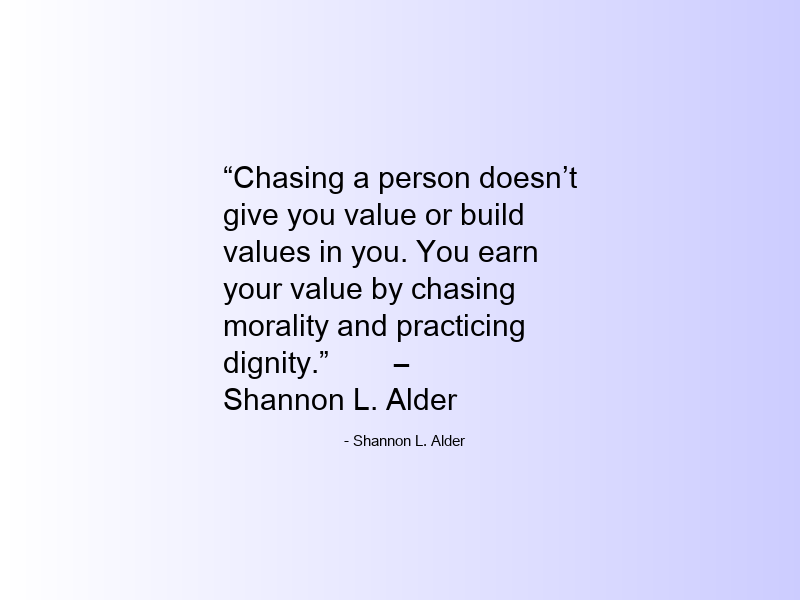 “Chasing a person doesn’t
give you value or build
values in you. You earn
your value by chasing
morality and practicing
dignity.” –
Shannon L. Alder
- Shannon L. Alder